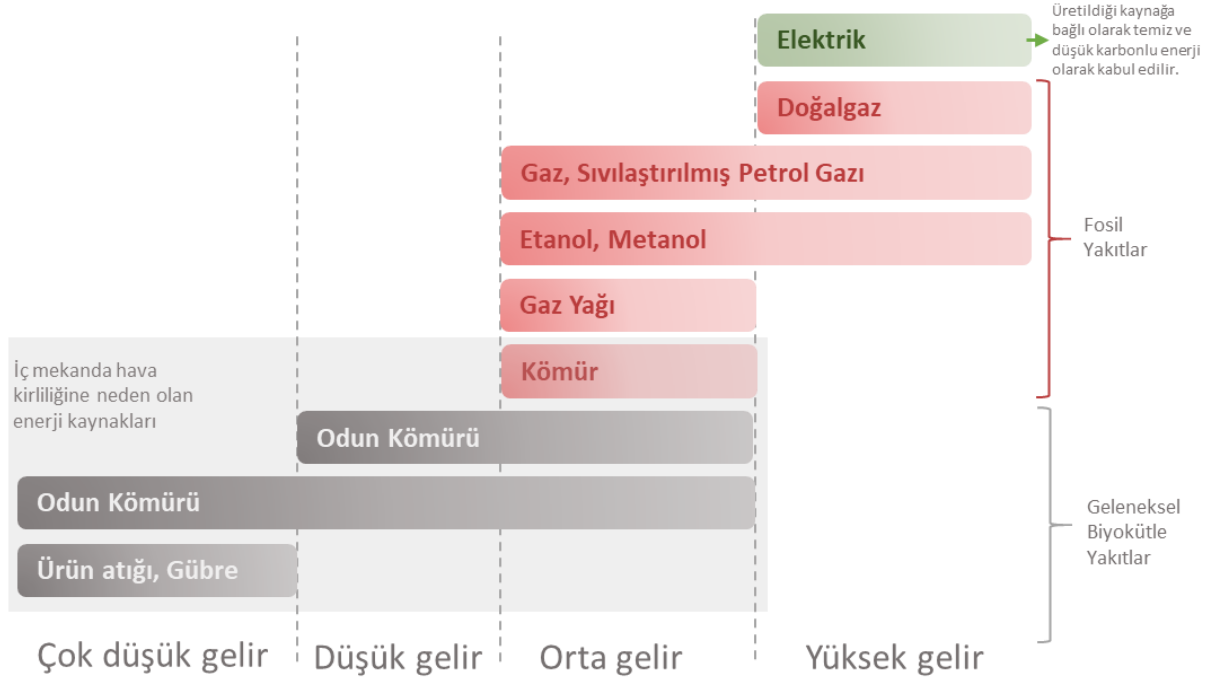 Üretildiği kaynağa
bağlı olarak temiz ve
düşük karbonlu enerji
olarak kabul edilir.
Elektrik
Doğalgaz
Gaz, Sıvılaştırılmış Petrol Gazı
Etanol, Metanol
Fosil
Yakıtlar
Gaz Yağı
Kömür
İç mekanda hava
kirliliğine neden olan
enerji kaynakları
Odun Kömürü
Odun Kömürü
Ürün atığı, Gübre
Geleneksel
Biyokütle
Yakıtlar
Çok düşük gelir
Düşük gelir
Orta gelir
Yüksek gelir